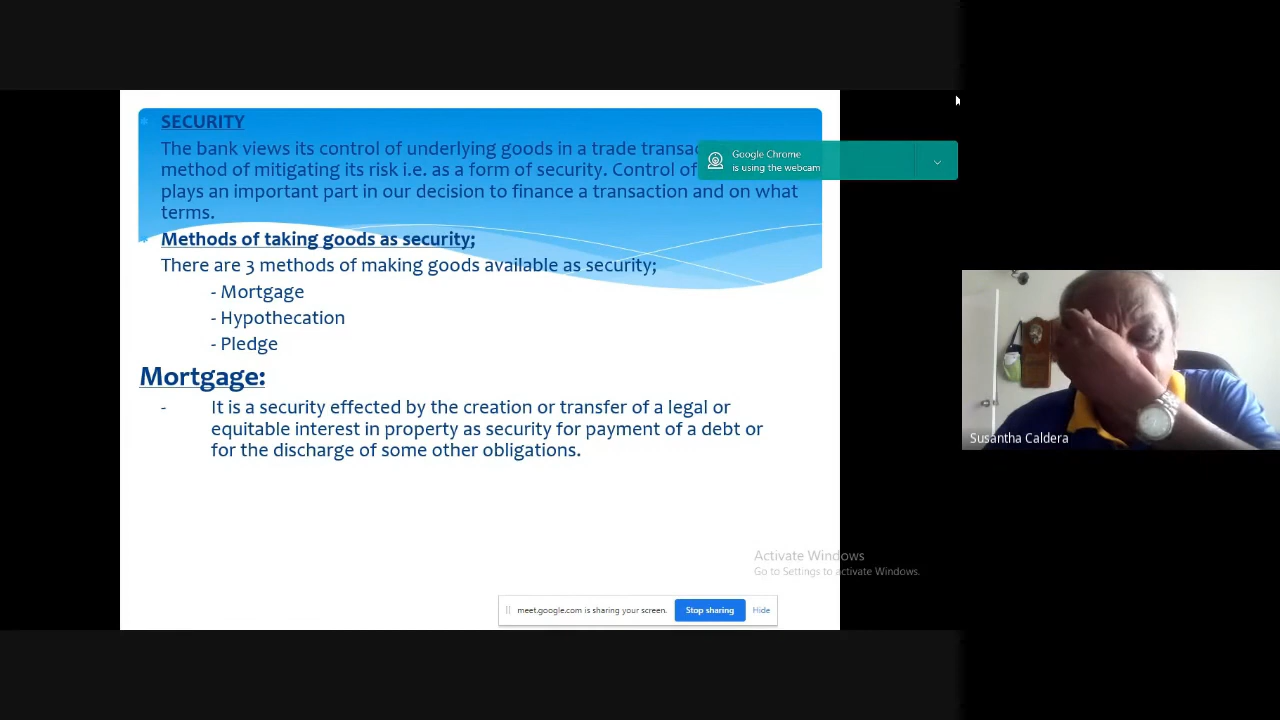 SECURITY
The bank views its control of underlying goods in a trade
method of mitigating its risk i.e. as a form of security. Control of
plays an important part in our decision to finance a transaction and on what
terms.
Google Chrome
is using the webcam
Methods of taking goods as security;
There are 3 methods of making goods available as security;
- Mortgage
- Hypothecation
- Pledge
Mortgage:
- It is a security effected by the creation or transfer of a legal or
equitable interest in property as security for payment of a debt or
for the discharge of some other obligations.
Susantha Caldera
Activate Windows
Go to Settings to activate Windows.
meet.google.com is sharing your screen. Stop sharing Hide